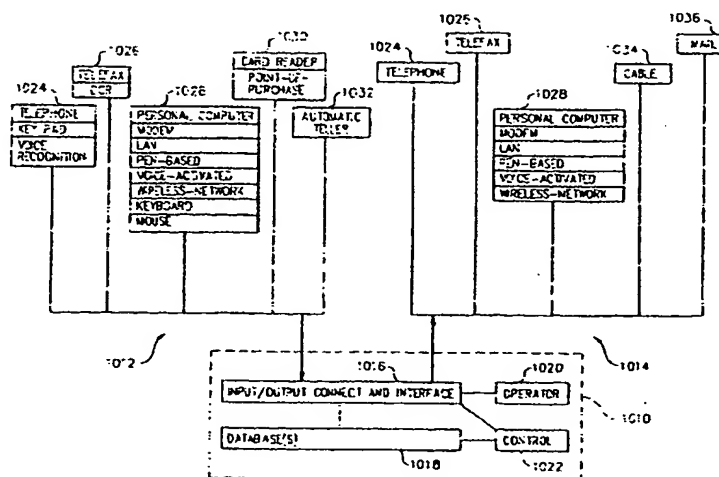 1036
MAIL
1030
1026
1025
1024
TELEFAX
1034
CARD READER
POINT-OF-
PURCHASE
TELEFAX
OCR
1024
1028
TELEPHONE
CABLE
1032
1028
TELEPHONE
KEY PAD
VOICE
RECOGNITION
PERSONAL COMPUTER
MODEM
LAN
PEN-BASED
VOICE-ACTIVATED
WIRELESS-NETWORK
KEYBOARD
MOUSE
AUTOMATIC
TELLER
PERSONAL COMPUTER
MODEM
LAN
PEN-BASED
VOICE-ACTIVATED
WIRELESS-NETWORK
1012
1014
1016
1020
INPUT/OUTPUT CONNECT AND INTERFACE
OPERATOR
1010
DATABASE(S)
CONTROL
1018
1022